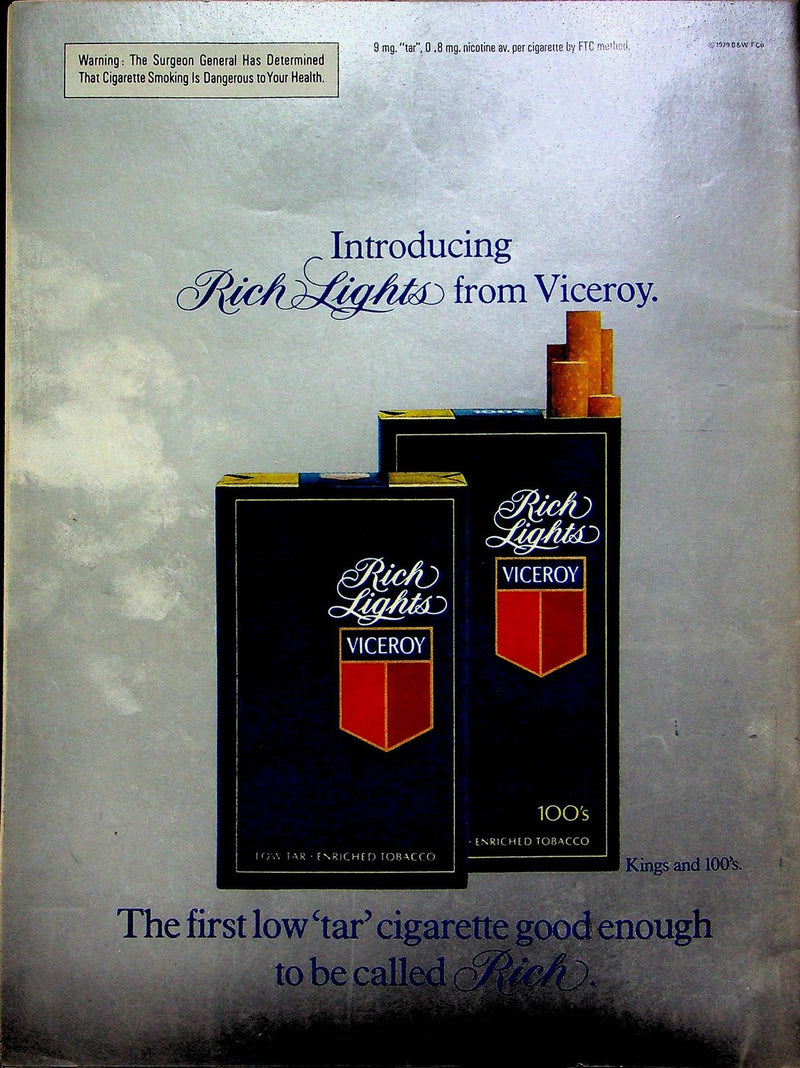 Warning: The Surgeon General Has Determined
That Cigarette Smoking Is Dangerous to Your Health.
9 mg. "tar", 0.8 mg. nicotine av. per cigarette by FTC method.
© 1979 B&W T Co
Introducing
Rich Lights from Viceroy.
Rich
Lights
VICEROY
100's
ENRICHED TOBACCO
Rich
Lights
VICEROY
LOW TAR · ENRICHED TOBACCO
Kings and 100's.
The first low 'tar' cigarette good enough
to be called Rich.